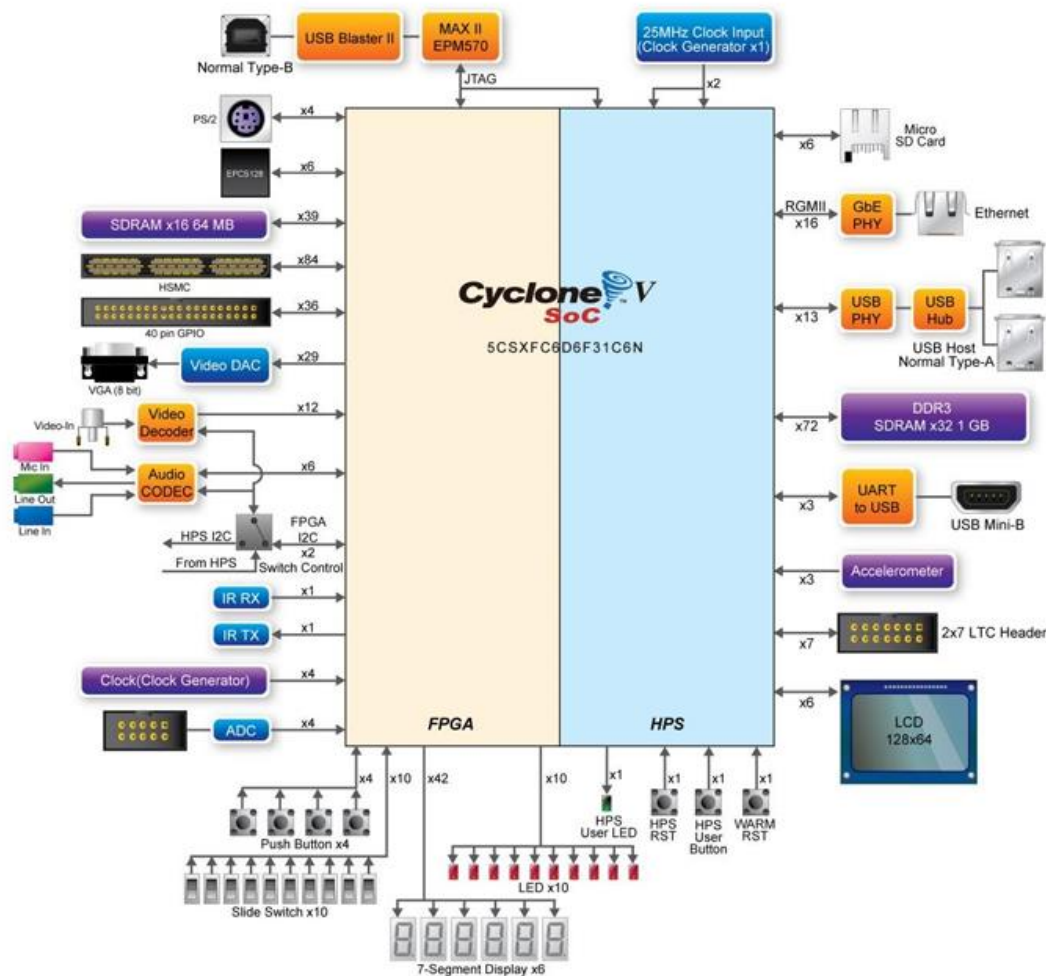 Normal Type-B
USB Blaster II
MAX II
EPM570
JTAG
25MHz Clock Input
(Clock Generator x1)
x2
PS/2
x4
EPCS128
x6
SDRAM x16 64 MB
x39
HSMC
x84
40 pin GPIO
x36
VGA (8 bit)
Video DAC
x29
Video-In
Video
Decoder
x12
Mic In
Line Out
Line In
Audio
CODEC
x6
HPS I2C
From HPS
FPGA
I2C
x2
Switch Control
IR RX
x1
IR TX
x1
Clock(Clock Generator)
x4
ADC
x4
Cyclone V
SoC
TM
5CSXFC6D6F31C6N
FPGA
HPS
x6
Micro
SD Card
RGMII
x16
GbE
PHY
Ethernet
x13
USB
PHY
USB
Hub
USB Host
Normal Type-A
x72
DDR3
SDRAM x32 1 GB
x3
UART
to USB
USB Mini-B
x3
Accelerometer
x7
2x7 LTC Header
x6
LCD
128x64
x4
x10
x42
x10
x1
x1
x1
x1
Push Button x4
Slide Switch x10
7-Segment Display x6
LED x10
HPS
User LED
HPS
RST
HPS
User
Button
WARM
RST